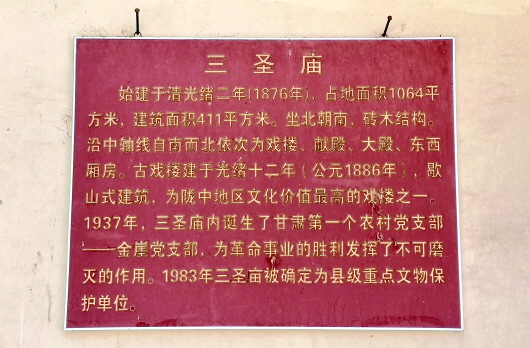 三圣庙
始建于清光绪二年(1876年)，占地面积1064平
方米，建筑面积411平方米。坐北朝南，砖木结构。
沿中轴线自南而北依次为戏楼、献殿、大殿、东西
厢房。古戏楼建于光绪十二年（公元1886年），歇
山式建筑，为陇中地区文化价值最高的戏楼之一。
1937年，三圣庙内诞生了甘肃第一个农村党支部
——金崖党支部，为革命事业的胜利发挥了不可磨
灭的作用。1983年三圣庙被确定为县级重点文物保
护单位。